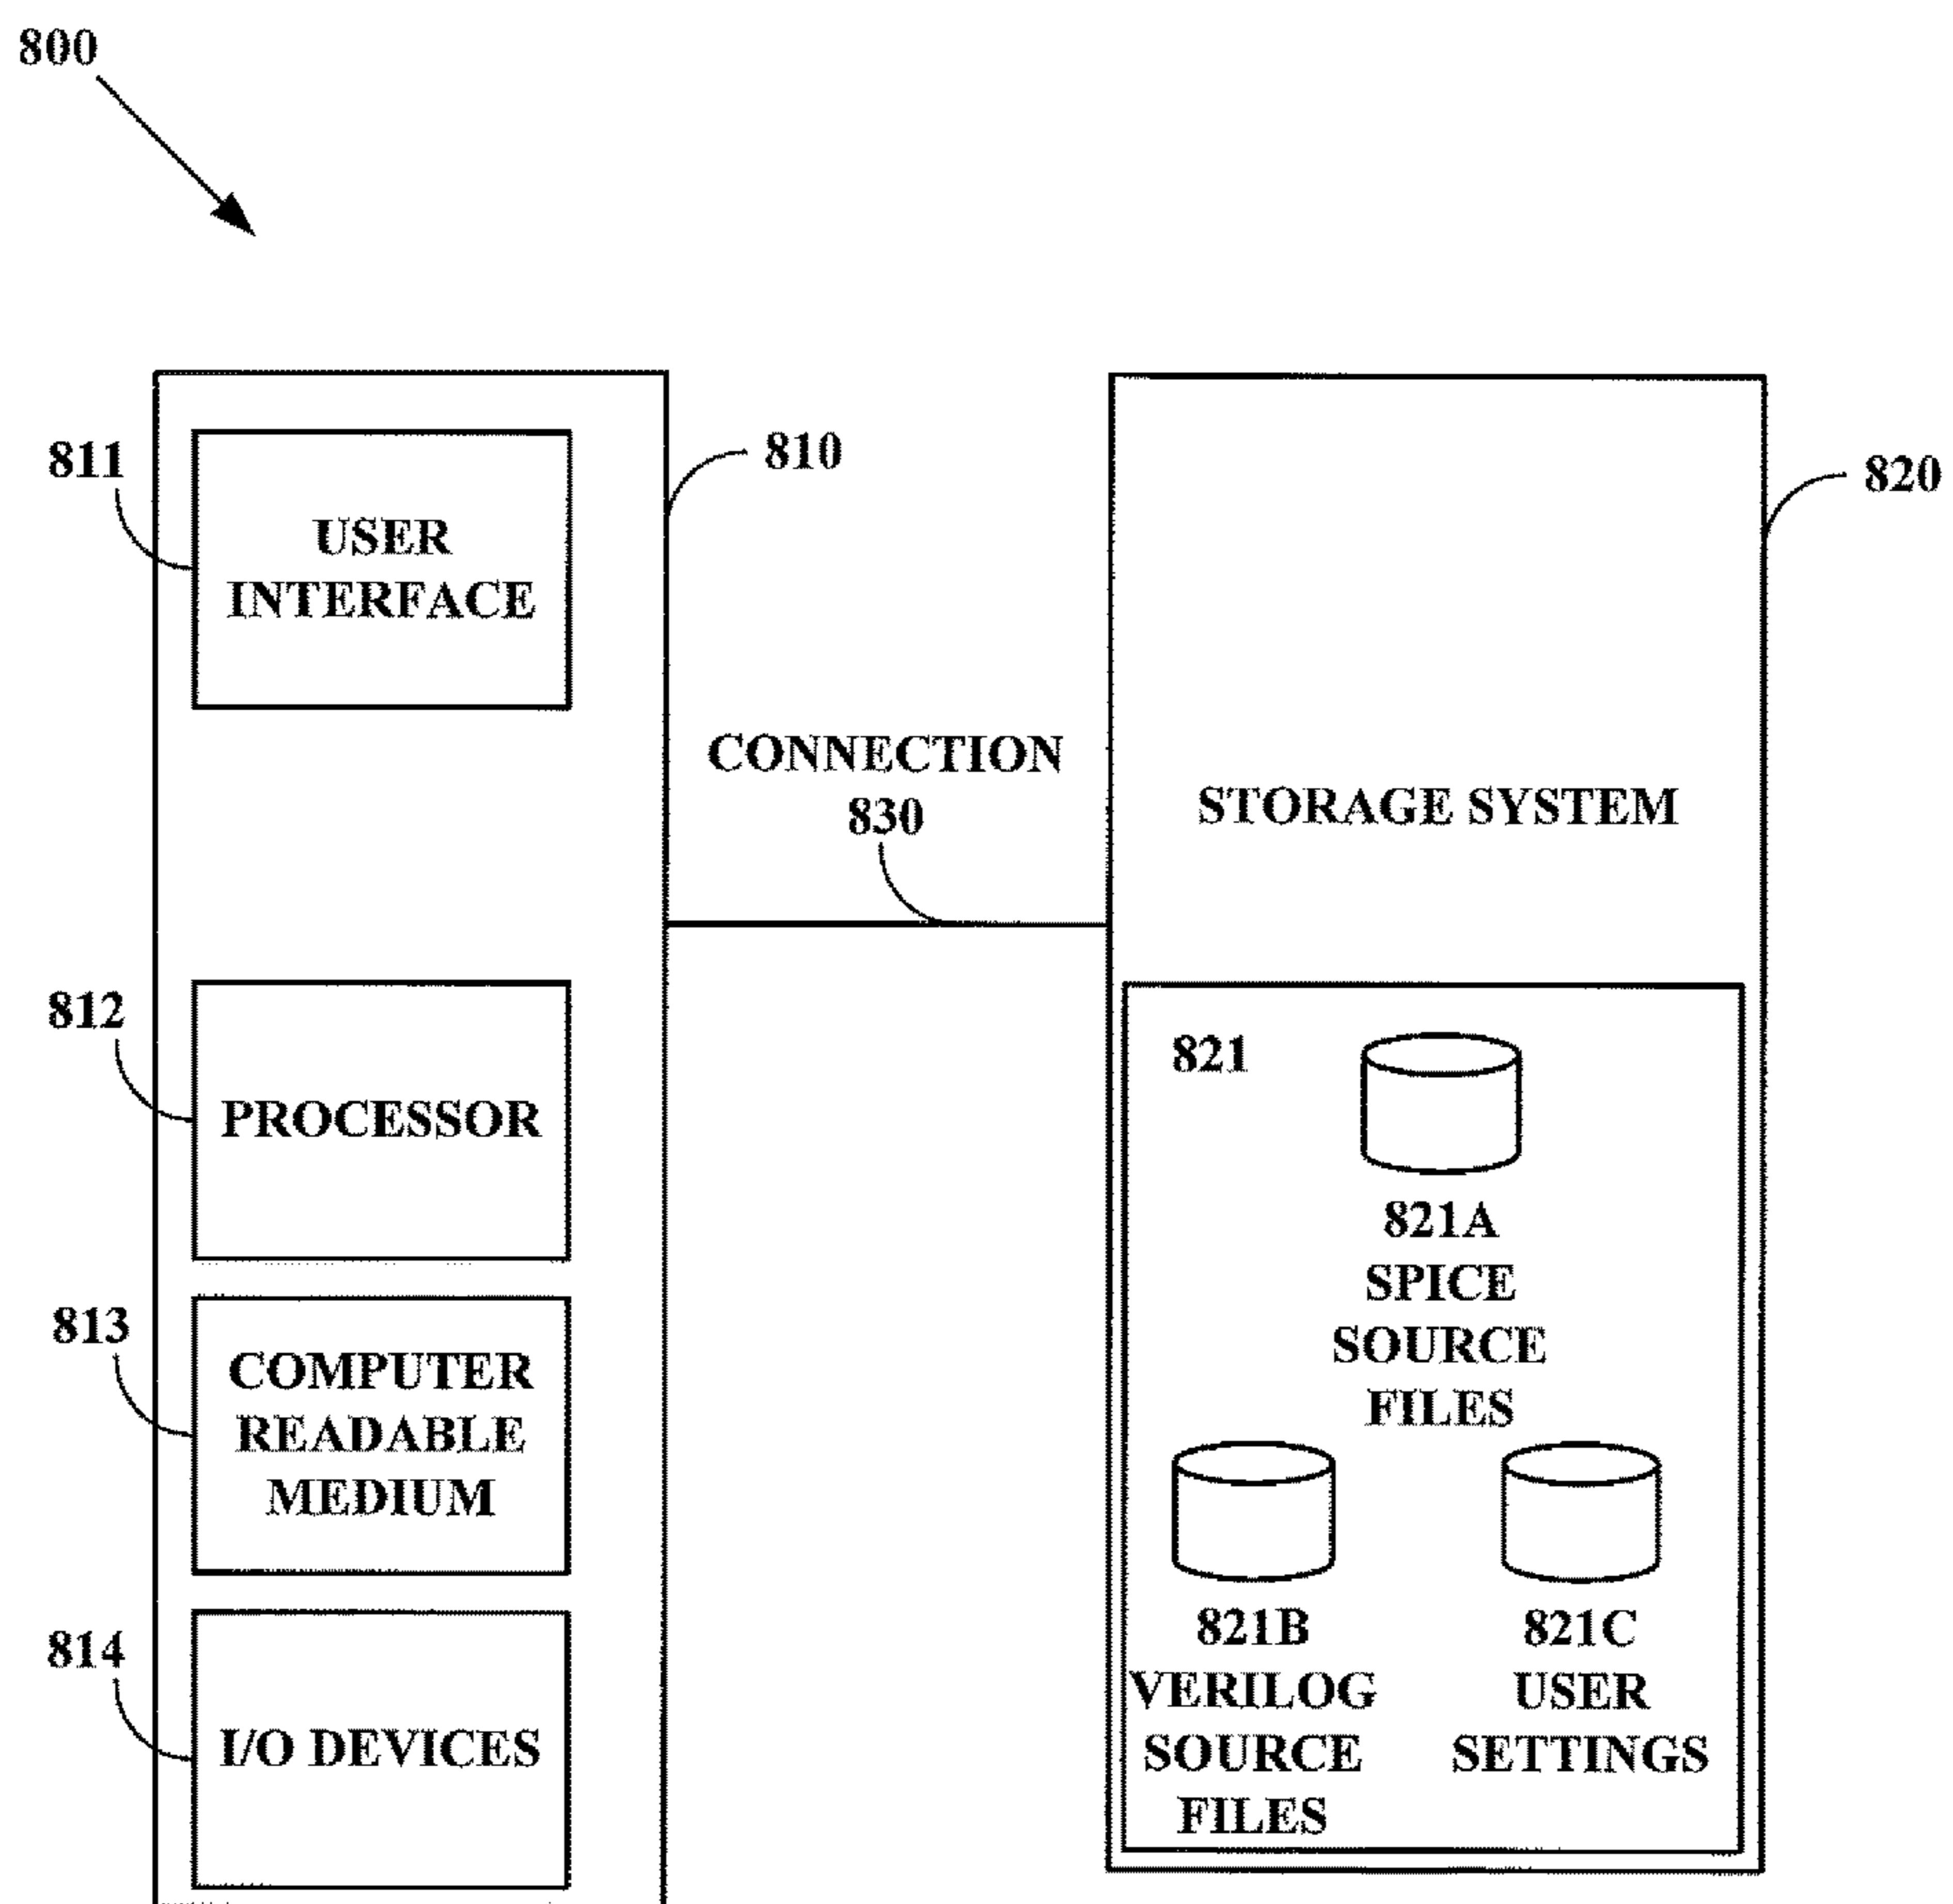 800
811
USER
INTERFACE
810
820
CONNECTION
830
STORAGE SYSTEM
812
PROCESSOR
813
COMPUTER
READABLE
MEDIUM
814
I/O DEVICES
821
821A
SPICE
SOURCE
FILES
821B
VERILOG
SOURCE
FILES
821C
USER
SETTINGS